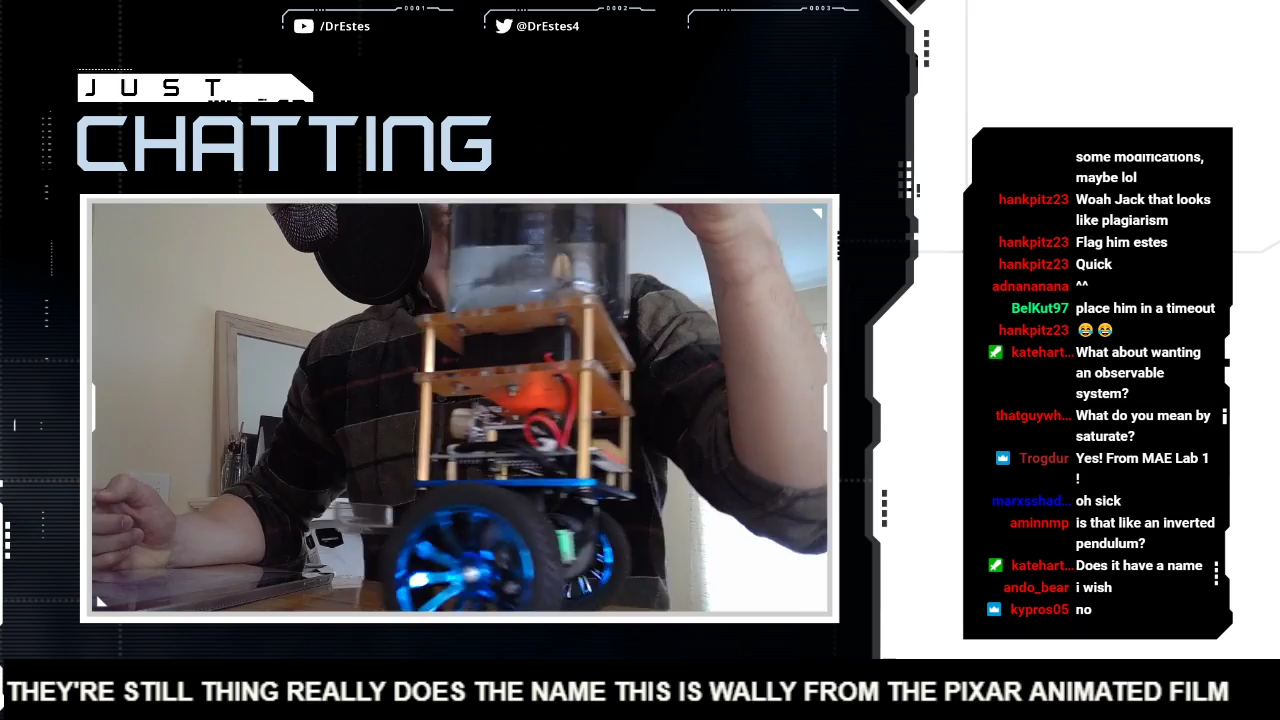 0001
0002
0003
/DrEstes
@DrEstes4
JUST
CHATTING
some modifications,
maybe lol
hankpitz23 Woah Jack that looks
like plagiarism
hankpitz23 Flag him estes
hankpitz23 Quick
adnananana ^^
BelKut97 place him in a timeout
hankpitz23 😂 😂
katehart... What about wanting
an observable
system?
thatguywh... What do you mean by
saturate?
Trogdur Yes! From MAE Lab 1
!
marxsshad... oh sick
aminnmp is that like an inverted
pendulum?
katehart... Does it have a name
ando_bear i wish
kypros05 no
THEY'RE STILL THING REALLY DOES THE NAME THIS IS WALLY FROM THE PIXAR ANIMATED FILM